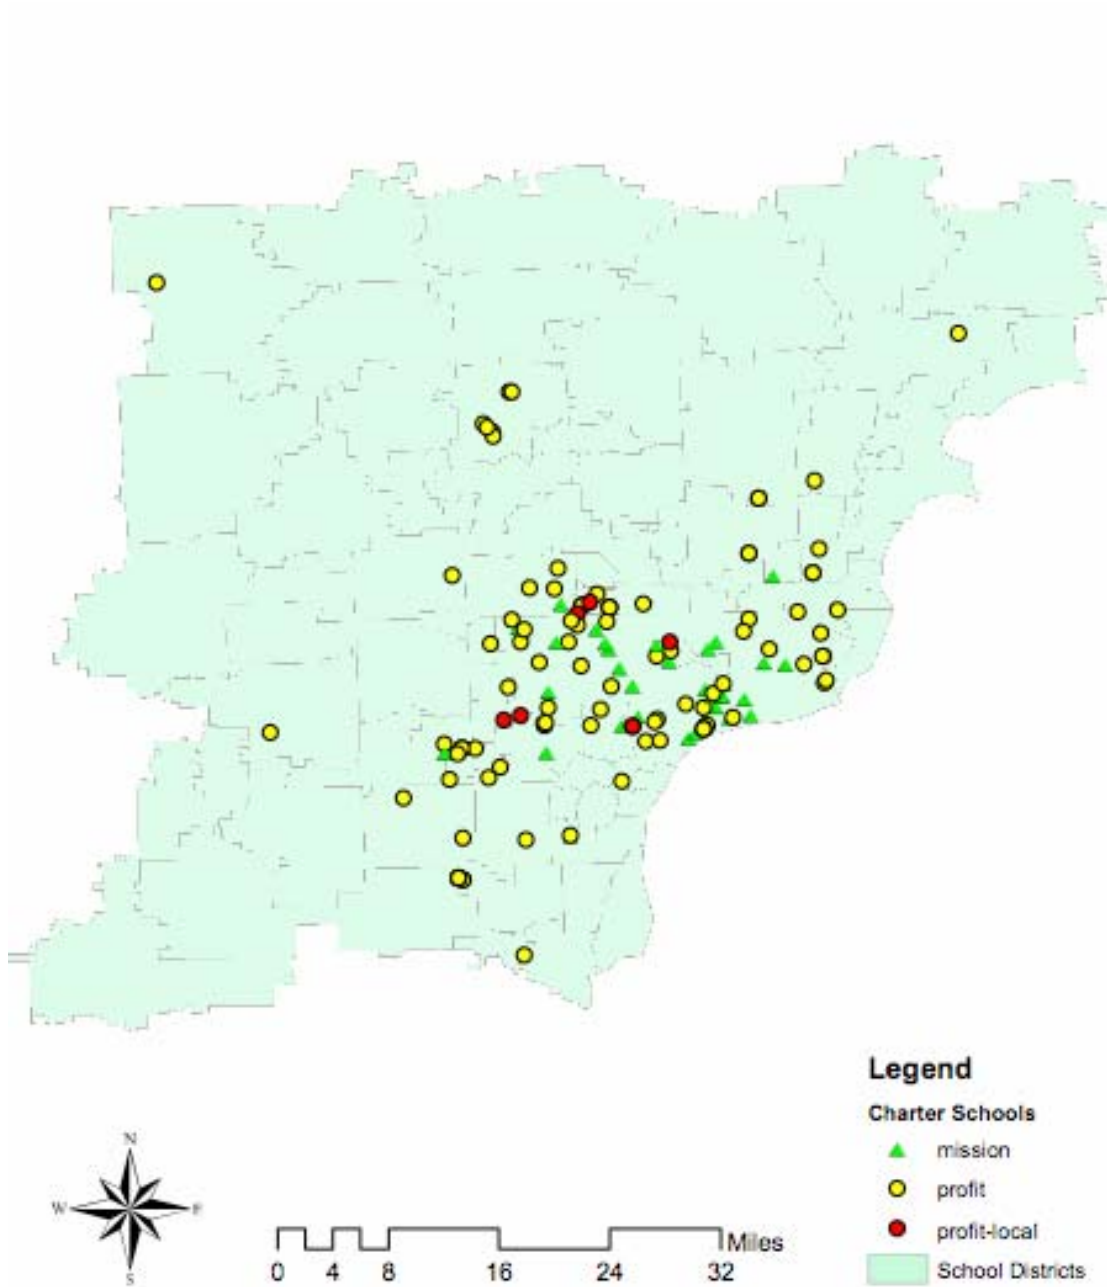 Legend
Charter Schools
mission
profit
profit-local
School Districts
N
W E
S
Miles
0 4 8 16 24 32